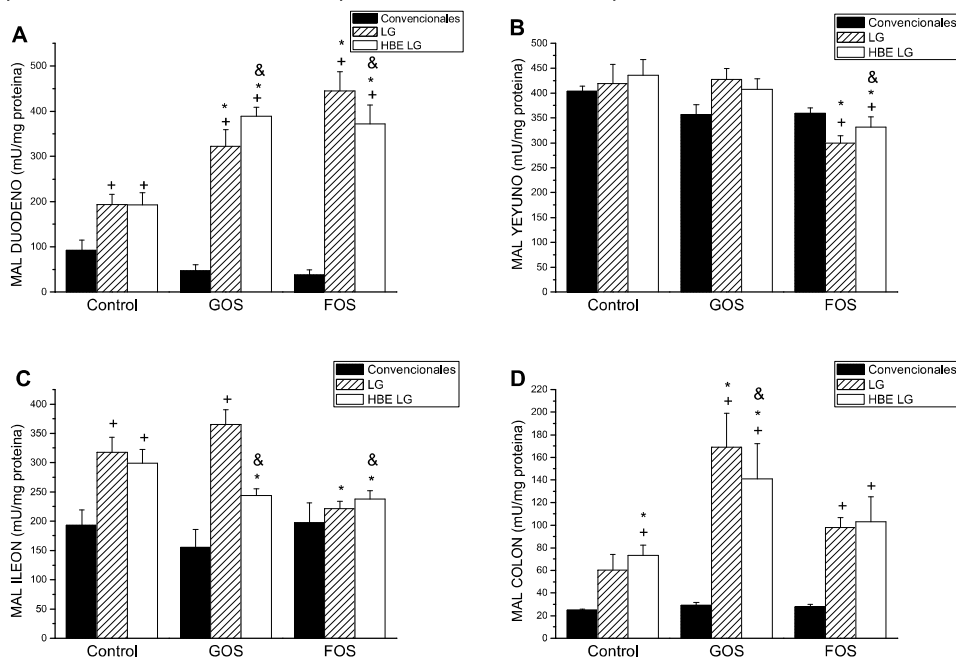 A
Convencionales
LG
HBE LG
MAL DUODENO (mU/mg proteina)
500
400
300
200
100
0
+
+
*
+
&
*
+
*
+
&
*
+
Control
GOS
FOS
B
Convencionales
LG
HBE LG
MAL YEYUNO (mU/mg proteina)
450
400
350
300
250
200
150
100
50
0
*
+
&
*
+
Control
GOS
FOS
C
Convencionales
LG
HBE LG
MAL ILEON (mU/mg proteina)
400
350
300
250
200
150
100
50
0
+
+
+
&
*
*
&
*
Control
GOS
FOS
D
Convencionales
LG
HBE LG
MAL COLON (mU/mg proteina)
220
200
180
160
140
120
100
80
60
40
20
0
*
+
*
+
&
*
+
+
+
Control
GOS
FOS